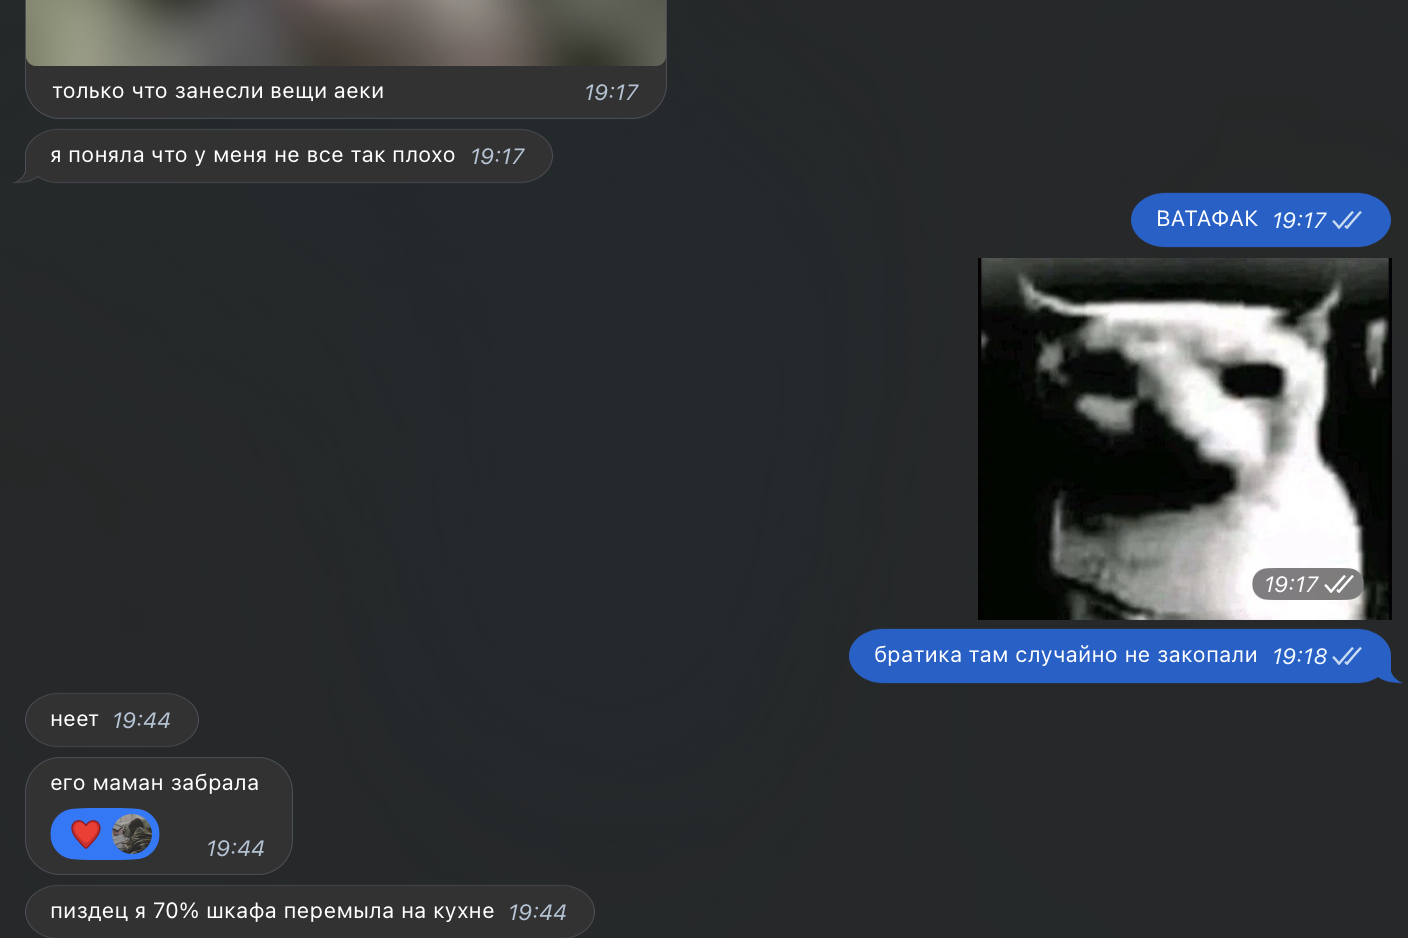 только что занесли вещи аеки 19:17
я поняла что у меня не все так плохо 19:17
ВАТАФАК 19:17
19:17
братика там случайно не закопали 19:18
неет 19:44
его маман забрала
19:44
пиздец я 70% шкафа перемыла на кухне 19:44